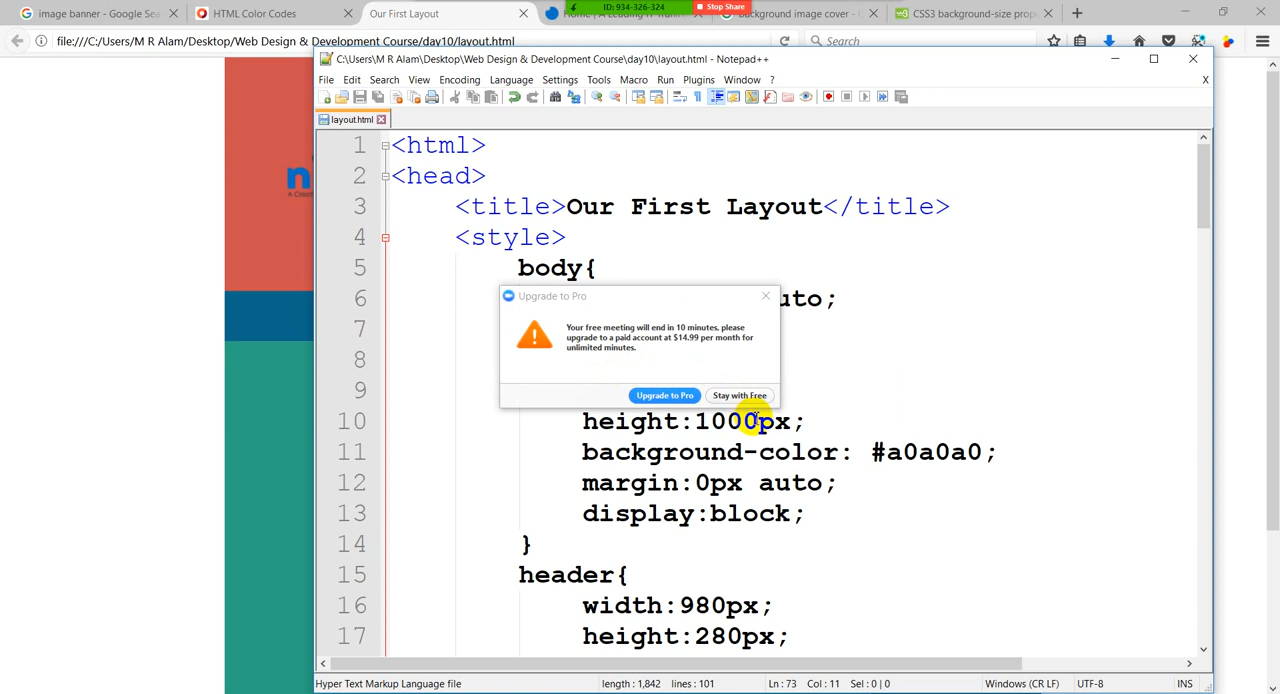 image banner - Google Sea
HTML Color Codes
Our First Layout
Home | A Leading IT Traini
ID: 934-326-324
Stop Share
background image cover - G
CSS3 background-size prop
file:///C:/Users/M R Alam/Desktop/Web Design & Development Course/day10/layout.html
Search
C:\Users\M R Alam\Desktop\Web Design & Development Course\day10\layout.html - Notepad++
File Edit Search View Encoding Language Settings Tools Macro Run Plugins Window ?
X
layout.html
1 <html>
2 <head>
3 <title>Our First Layout</title>
4 <style>
5 body{
6 uto;
7
8
9
10 height:1000px;
11 background-color: #a0a0a0;
12 margin:0px auto;
13 display:block;
14 }
15 header{
16 width:980px;
17 height:280px;
Upgrade to Pro
Your free meeting will end in 10 minutes, please
upgrade to a paid account at $14.99 per month for
unlimited minutes.
Upgrade to Pro
Stay with Free
n
A Creat
Hyper Text Markup Language file
length : 1,842 lines : 101
Ln : 73 Col : 11 Sel : 0 | 0
Windows (CR LF)
UTF-8
INS